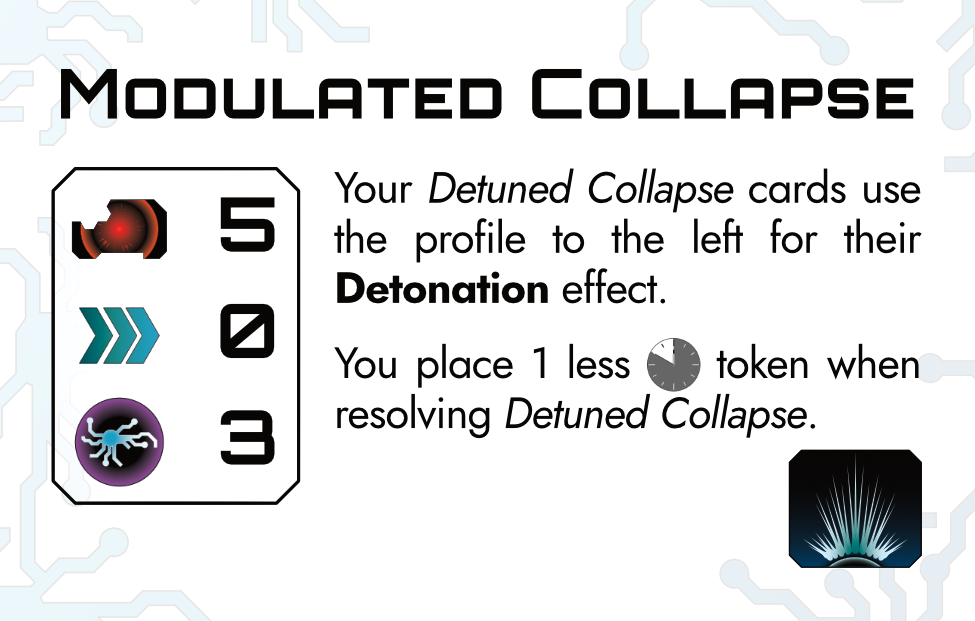 Modulated Collapse
5
0
3
Your Detuned Collapse cards use
the profile to the left for their
Detonation effect.
You place 1 less token when
resolving Detuned Collapse.